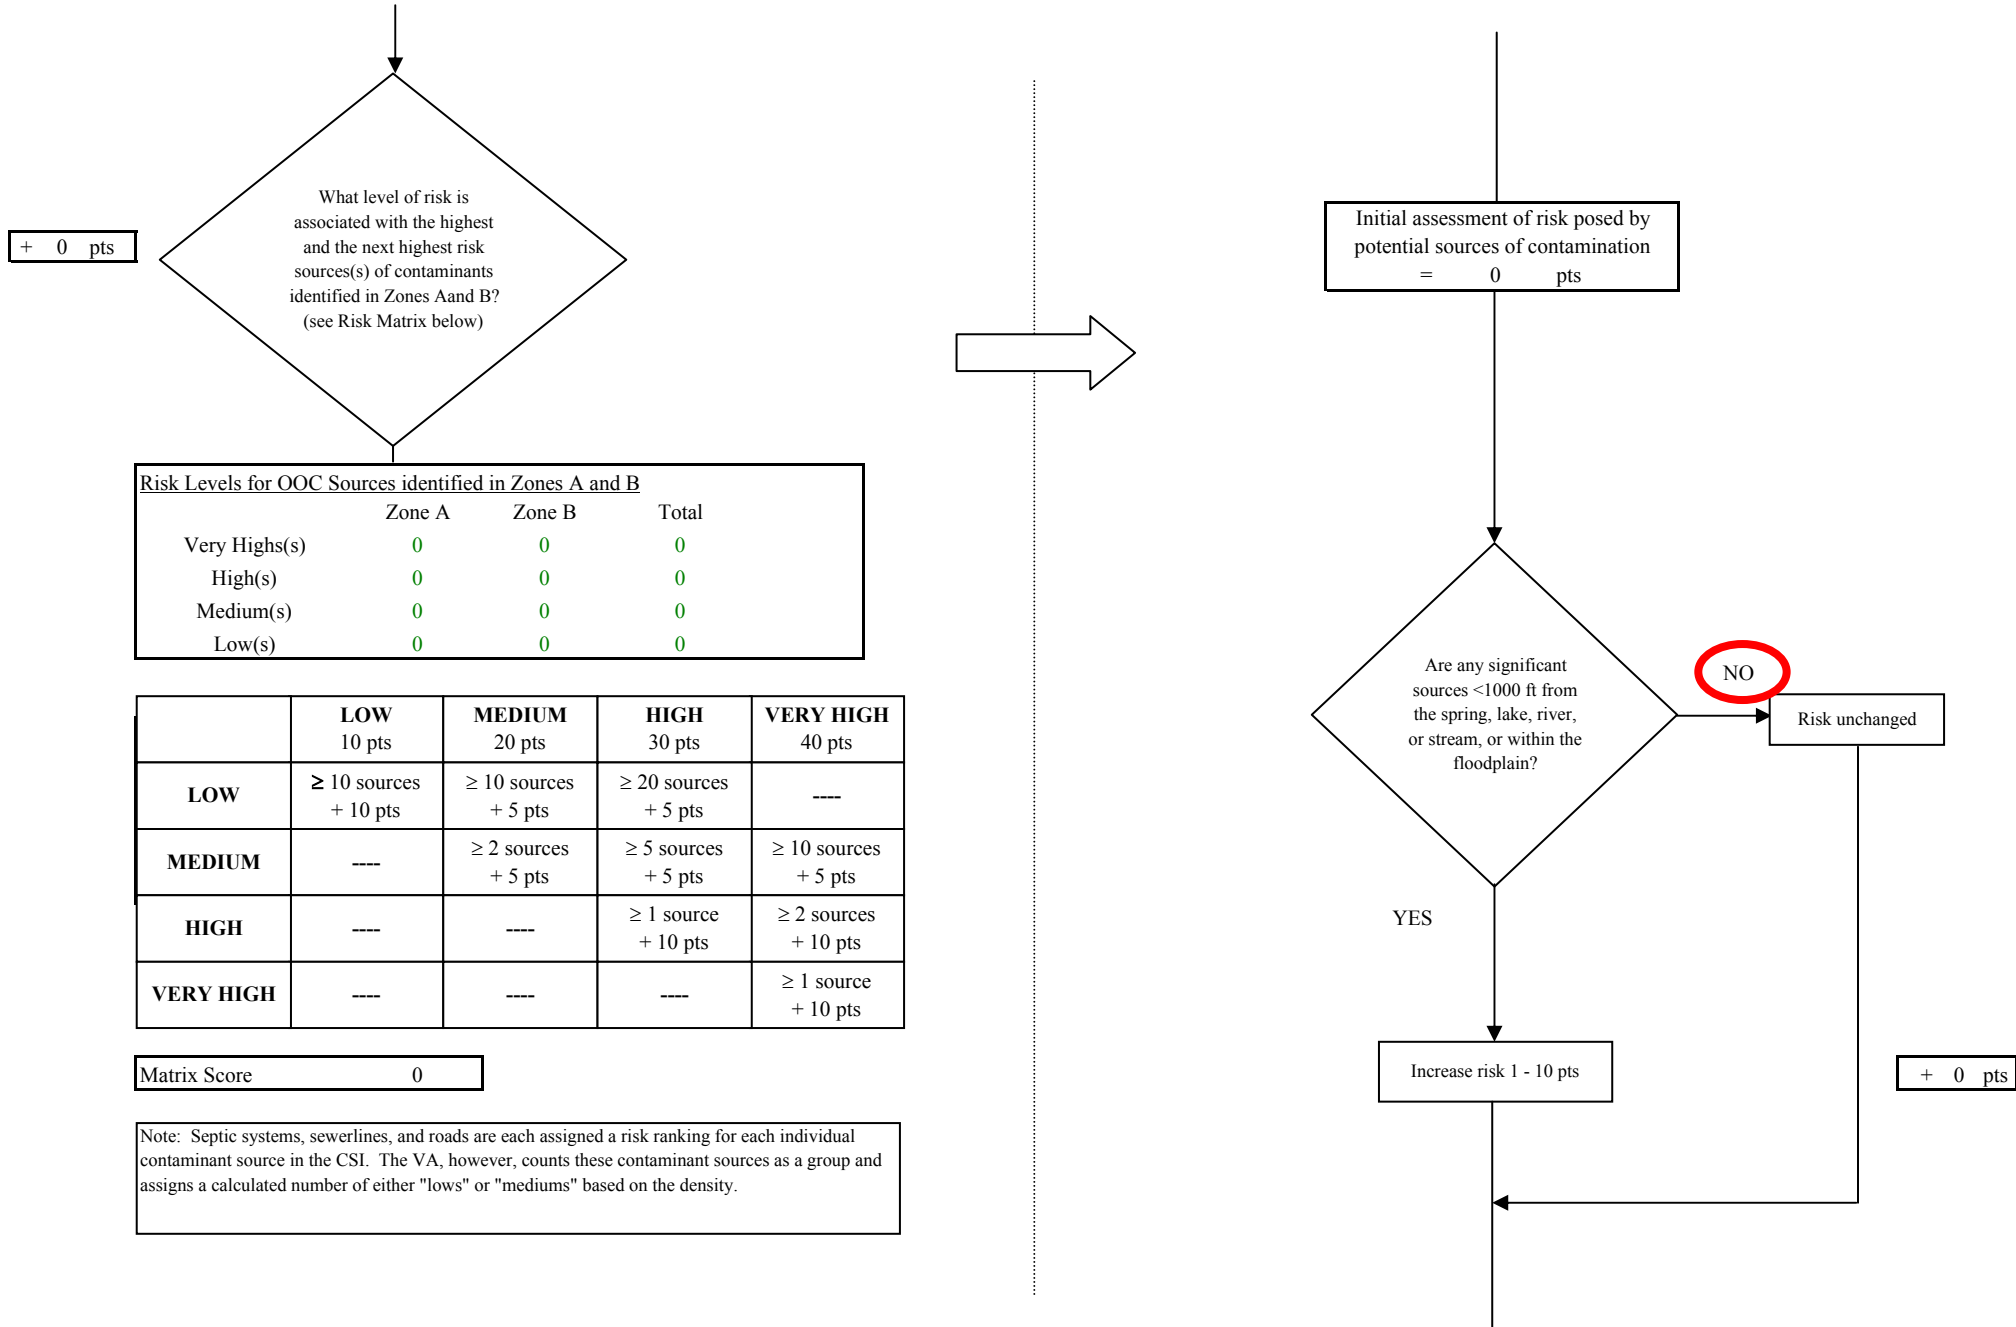 What level of risk is
associated with the highest
and the next highest risk
sources(s) of contaminants
identified in Zones Aand B?
(see Risk Matrix below)
+ 0 pts
Risk Levels for OOC Sources identified in Zones A and B
Zone A Zone B Total
Very Highs(s) 0 0 0
High(s) 0 0 0
Medium(s) 0 0 0
Low(s) 0 0 0
LOW MEDIUM HIGH VERY HIGH
10 pts 20 pts 30 pts 40 pts
LOW ≥ 10 sources ≥ 10 sources ≥ 20 sources ----
+ 10 pts + 5 pts + 5 pts
MEDIUM ---- ≥ 2 sources ≥ 5 sources ≥ 10 sources
+ 5 pts + 5 pts + 5 pts
HIGH ---- ---- ≥ 1 source ≥ 2 sources
+ 10 pts + 10 pts
VERY HIGH ---- ---- ---- ≥ 1 source
+ 10 pts
Matrix Score 0
Note: Septic systems, sewerlines, and roads are each assigned a risk ranking for each individual
contaminant source in the CSI. The VA, however, counts these contaminant sources as a group and
assigns a calculated number of either "lows" or "mediums" based on the density.
Initial assessment of risk posed by
potential sources of contamination
= 0 pts
Are any significant
sources <1000 ft from
the spring, lake, river,
or stream, or within the
floodplain?
NO
Risk unchanged
YES
Increase risk 1 - 10 pts
+ 0 pts